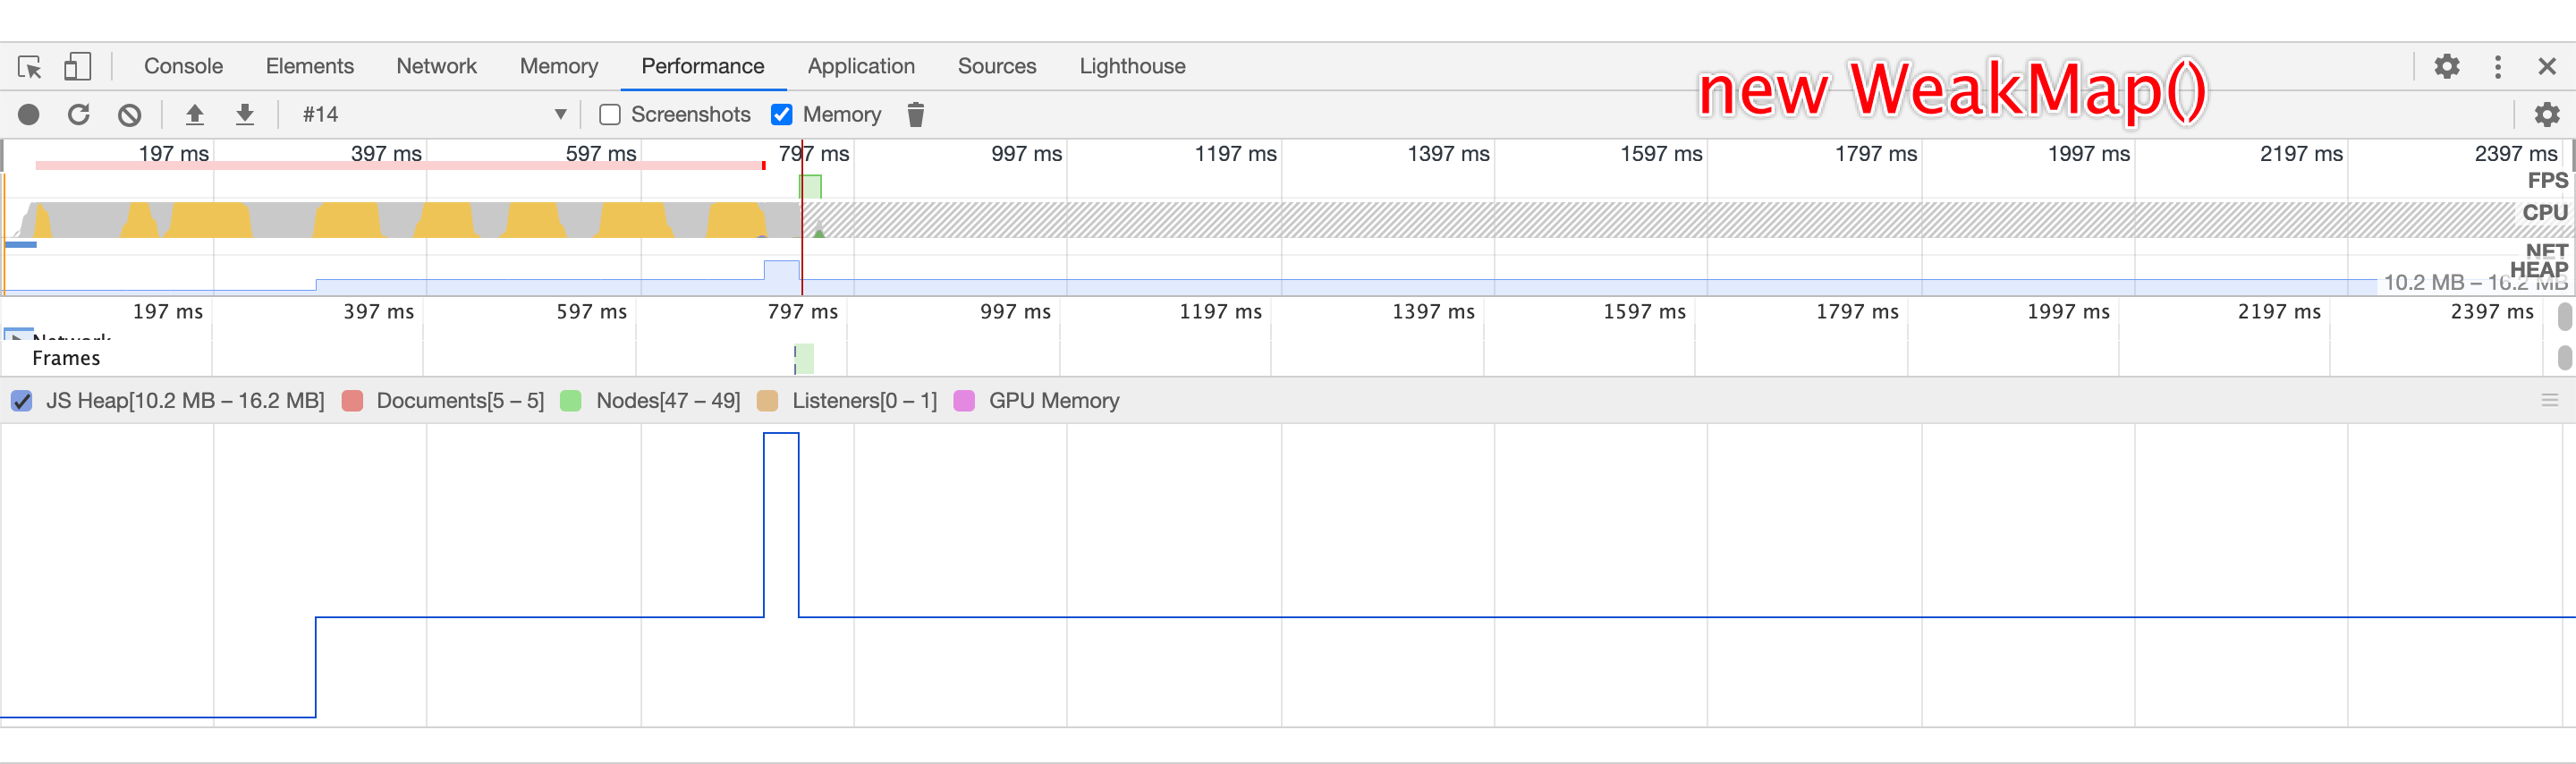 Console Elements Network Memory Performance Application Sources Lighthouse
new WeakMap()
#14 Screenshots Memory
197 ms 397 ms 597 ms 797 ms 997 ms 1197 ms 1397 ms 1597 ms 1797 ms 1997 ms 2197 ms 2397 ms
FPS
CPU
NET
HEAP
10.2 MB – 16.2 MB
197 ms 397 ms 597 ms 797 ms 997 ms 1197 ms 1397 ms 1597 ms 1797 ms 1997 ms 2197 ms 2397 ms
Network
Frames
JS Heap[10.2 MB – 16.2 MB] Documents[5 – 5] Nodes[47 – 49] Listeners[0 – 1] GPU Memory